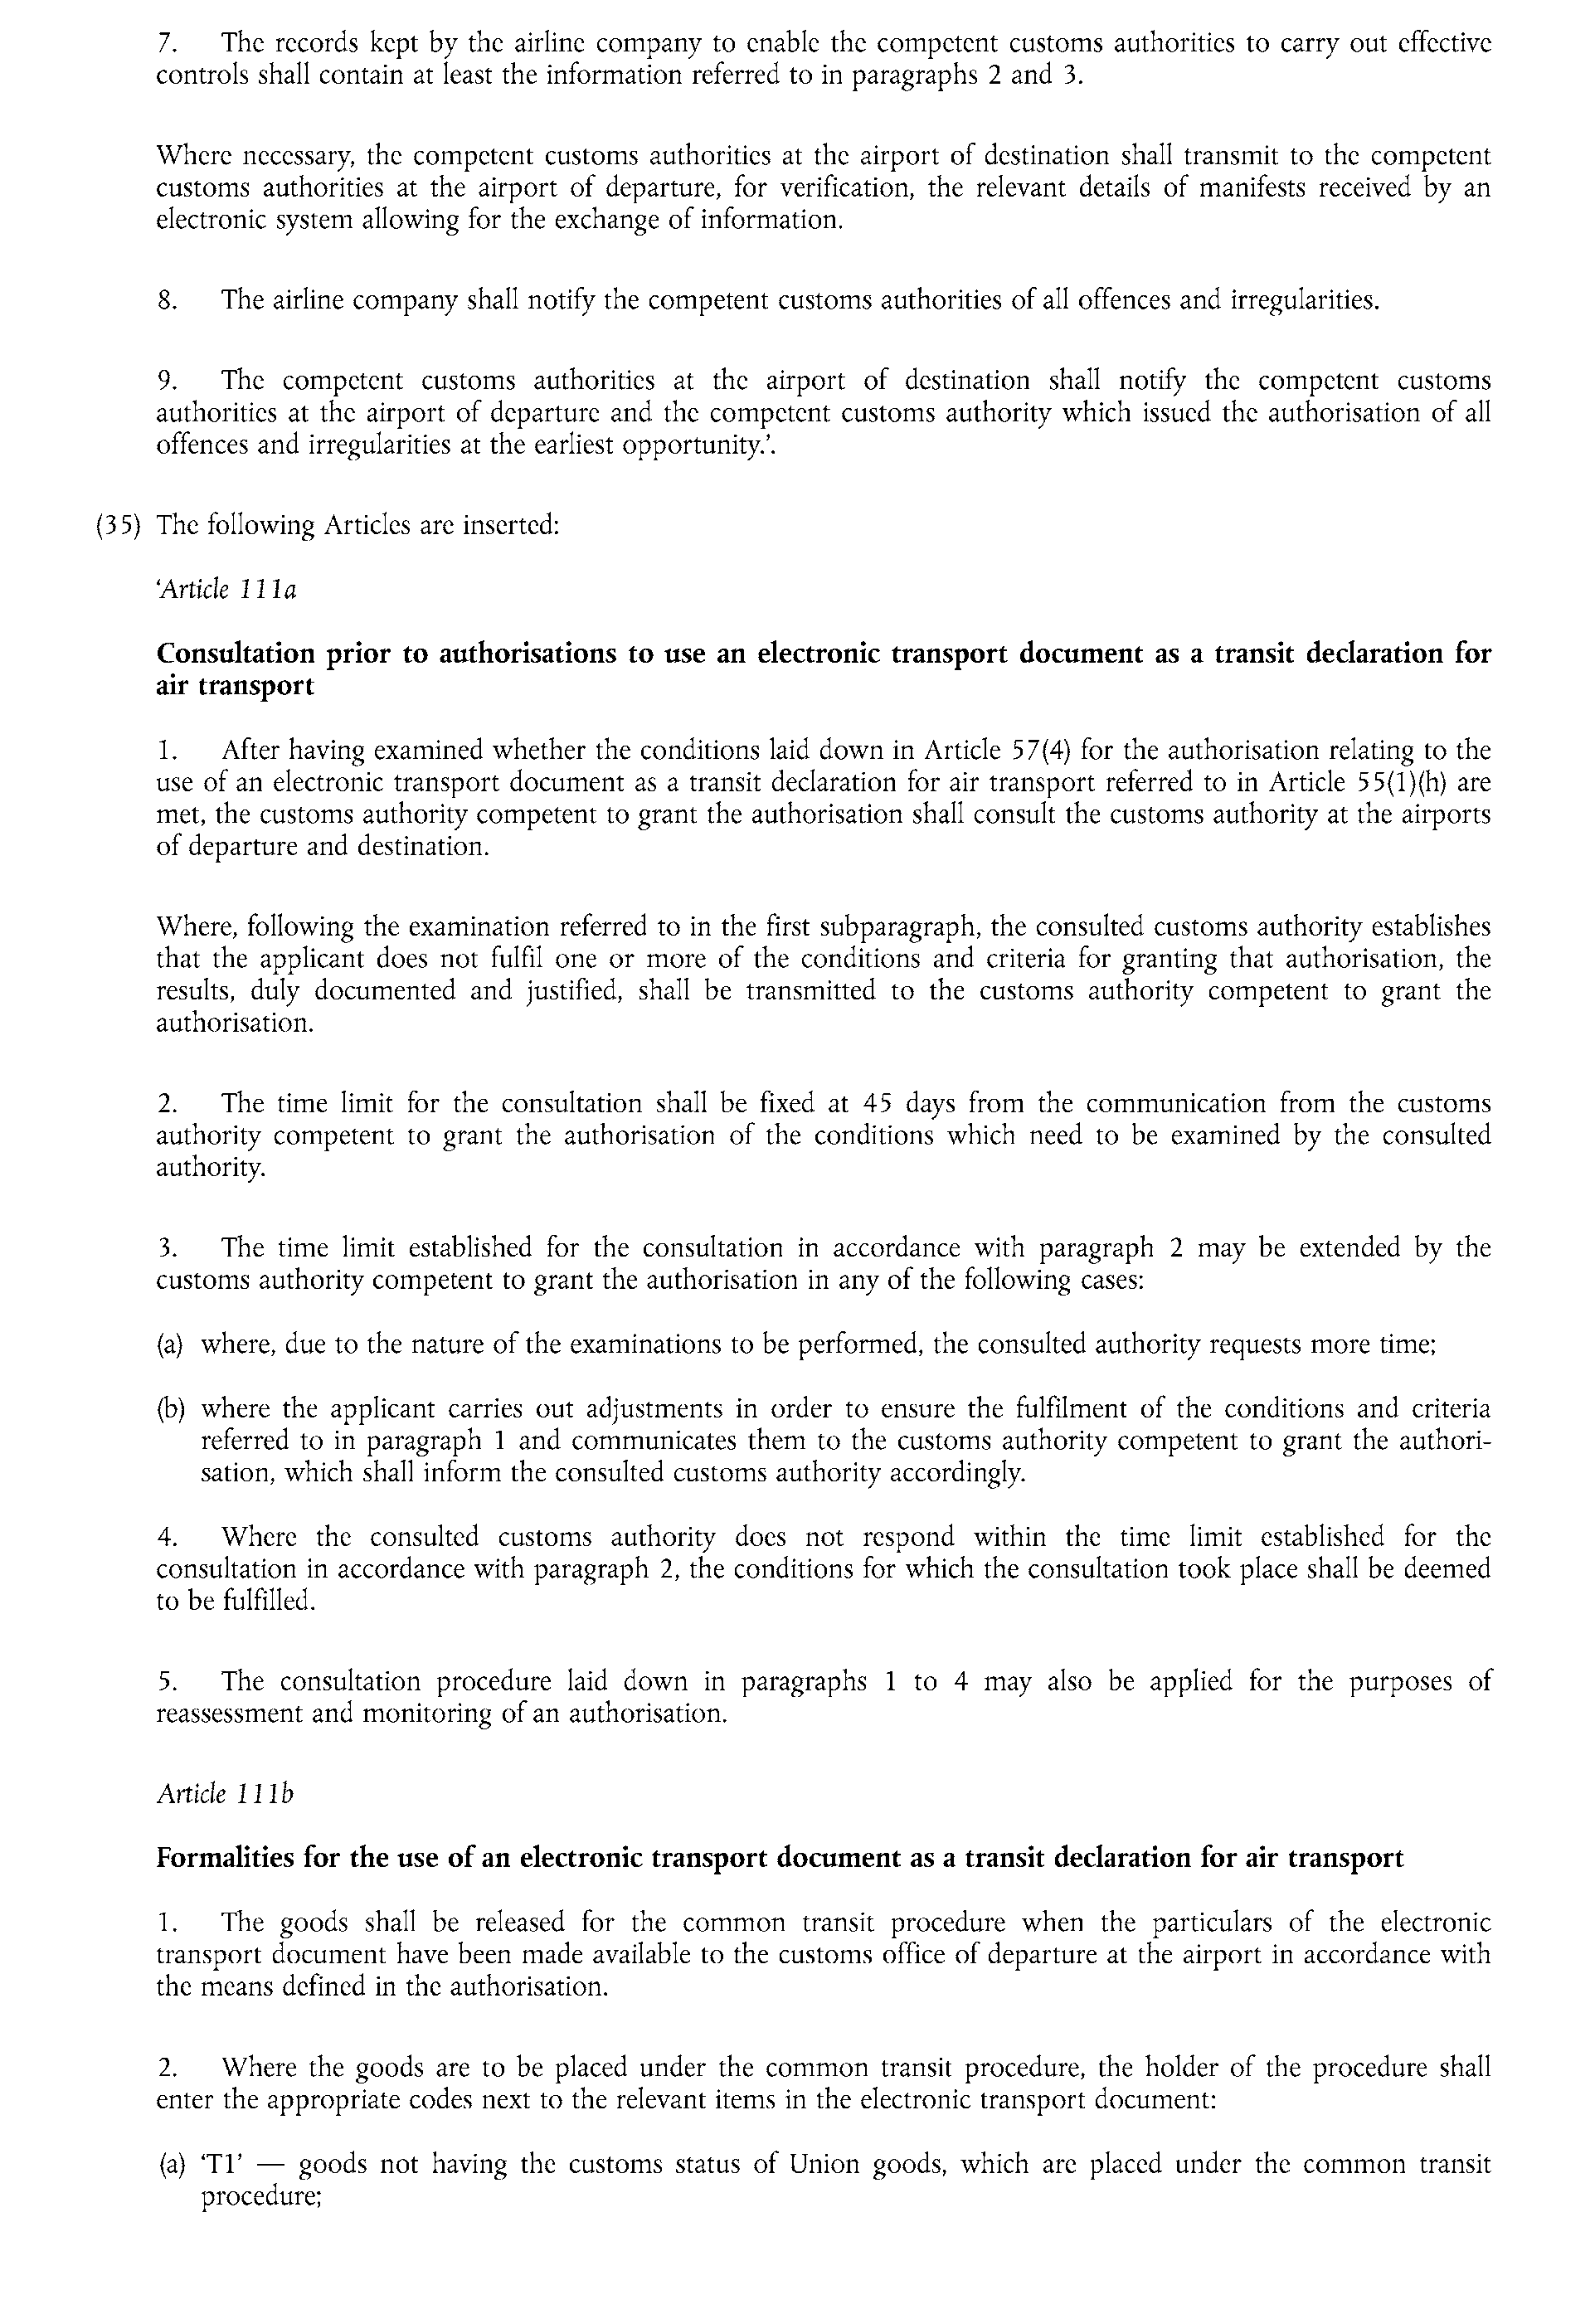 7. The records kept by the airline company to enable the competent customs authorities to carry out effective
controls shall contain at least the information referred to in paragraphs 2 and 3.
Where necessary, the competent customs authorities at the airport of destination shall transmit to the competent
customs authorities at the airport of departure, for verification, the relevant details of manifests received by an
electronic system allowing for the exchange of information.
8. The airline company shall notify the competent customs authorities of all offences and irregularities.
9. The competent customs authorities at the airport of destination shall notify the competent customs
authorities at the airport of departure and the competent customs authority which issued the authorisation of all
offences and irregularities at the earliest opportunity.’.
(35) The following Articles are inserted:
‘Article 111a
Consultation prior to authorisations to use an electronic transport document as a transit declaration for
air transport
1. After having examined whether the conditions laid down in Article 57(4) for the authorisation relating to the
use of an electronic transport document as a transit declaration for air transport referred to in Article 55(1)(h) are
met, the customs authority competent to grant the authorisation shall consult the customs authority at the airports
of departure and destination.
Where, following the examination referred to in the first subparagraph, the consulted customs authority establishes
that the applicant does not fulfil one or more of the conditions and criteria for granting that authorisation, the
results, duly documented and justified, shall be transmitted to the customs authority competent to grant the
authorisation.
2. The time limit for the consultation shall be fixed at 45 days from the communication from the customs
authority competent to grant the authorisation of the conditions which need to be examined by the consulted
authority.
3. The time limit established for the consultation in accordance with paragraph 2 may be extended by the
customs authority competent to grant the authorisation in any of the following cases:
(a) where, due to the nature of the examinations to be performed, the consulted authority requests more time;
(b) where the applicant carries out adjustments in order to ensure the fulfilment of the conditions and criteria
referred to in paragraph 1 and communicates them to the customs authority competent to grant the authori-
sation, which shall inform the consulted customs authority accordingly.
4. Where the consulted customs authority does not respond within the time limit established for the
consultation in accordance with paragraph 2, the conditions for which the consultation took place shall be deemed
to be fulfilled.
5. The consultation procedure laid down in paragraphs 1 to 4 may also be applied for the purposes of
reassessment and monitoring of an authorisation.
Article 111b
Formalities for the use of an electronic transport document as a transit declaration for air transport
1. The goods shall be released for the common transit procedure when the particulars of the electronic
transport document have been made available to the customs office of departure at the airport in accordance with
the means defined in the authorisation.
2. Where the goods are to be placed under the common transit procedure, the holder of the procedure shall
enter the appropriate codes next to the relevant items in the electronic transport document:
(a) ‘T1’ — goods not having the customs status of Union goods, which are placed under the common transit
procedure;